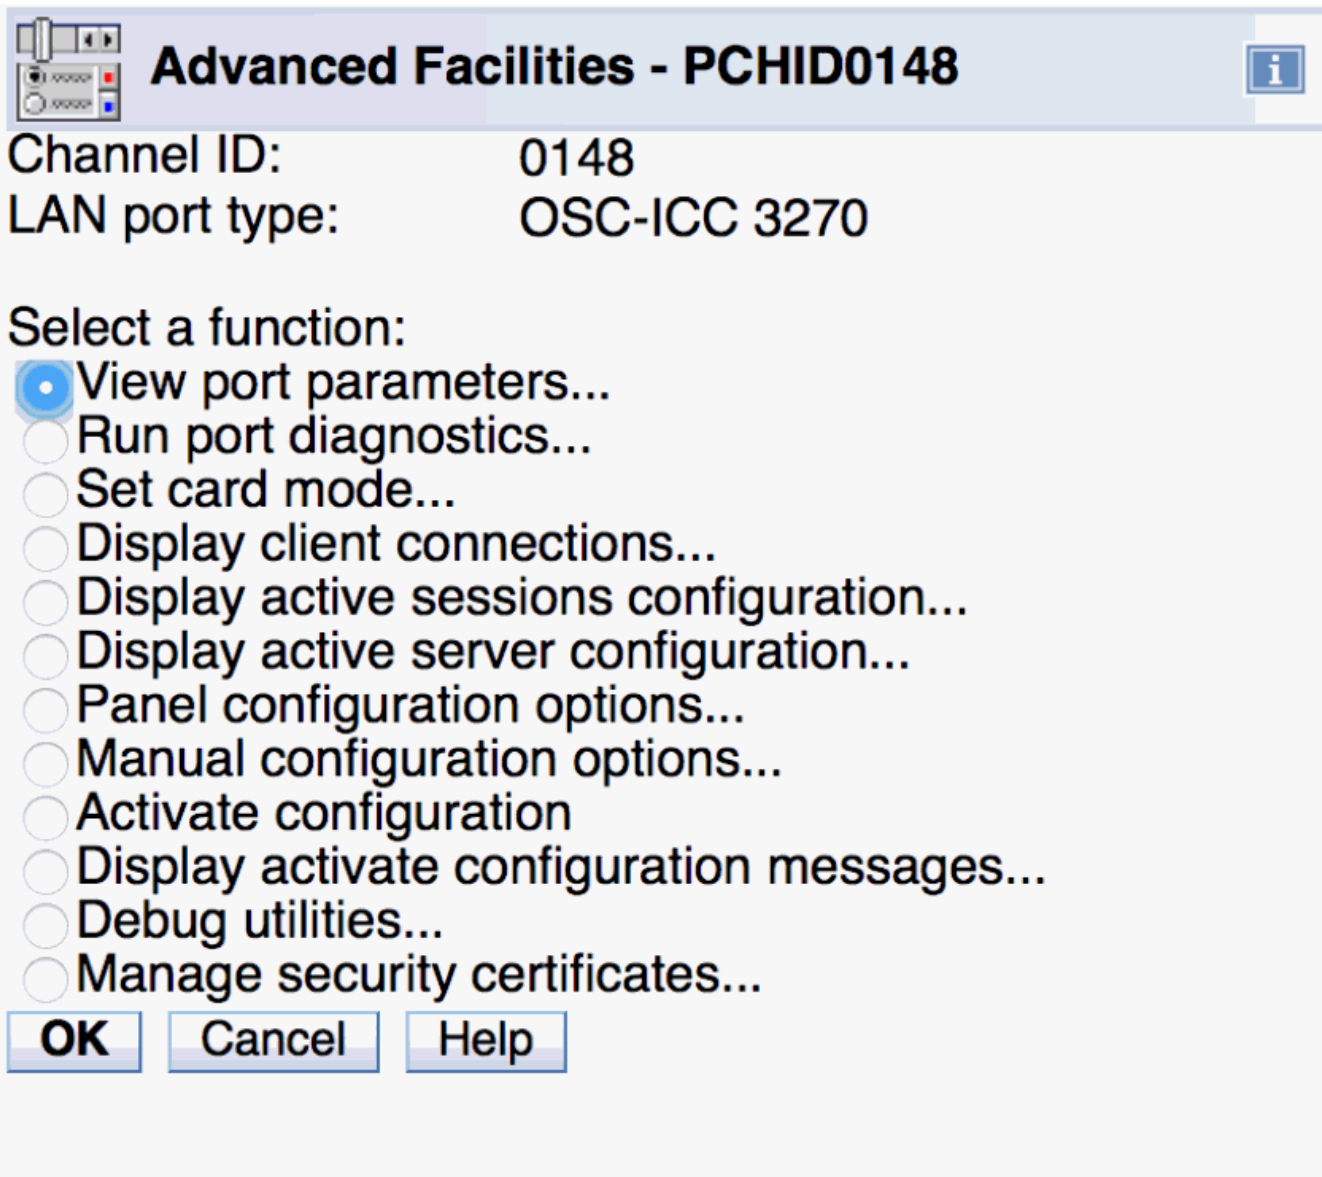 Advanced Facilities - PCHID0148
i
Channel ID: 0148
LAN port type: OSC-ICC 3270
Select a function:
View port parameters...
Run port diagnostics...
Set card mode...
Display client connections...
Display active sessions configuration...
Display active server configuration...
Panel configuration options...
Manual configuration options...
Activate configuration
Display activate configuration messages...
Debug utilities...
Manage security certificates...
OK Cancel Help